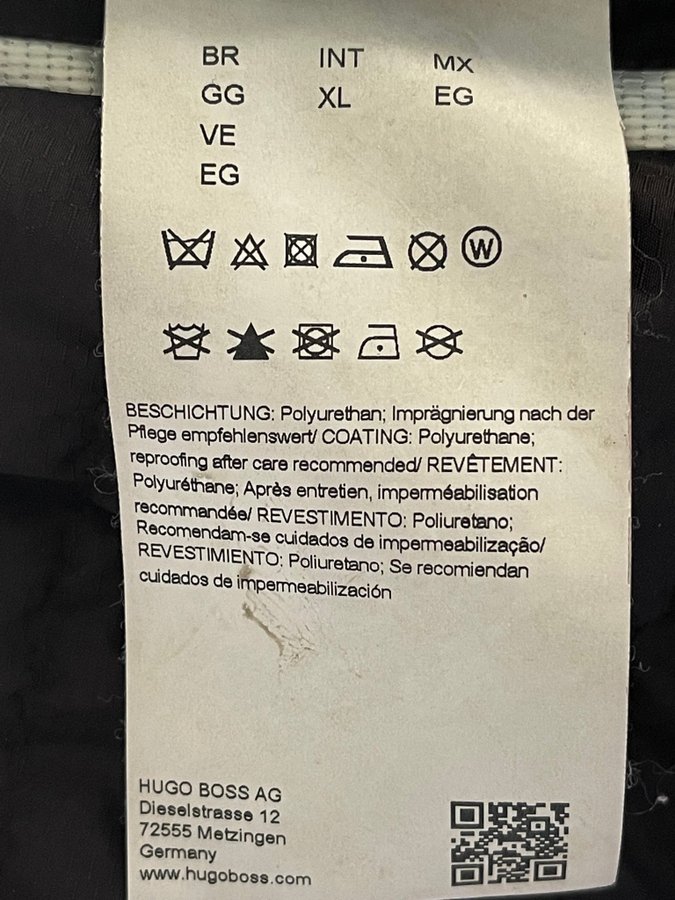 BR INT MX
GG XL EG
VE
EG
W
BESCHICHTUNG: Polyurethan; Imprägnierung nach der
Pflege empfehlenswert/ COATING: Polyurethane;
reproofing after care recommended/ REVÊTEMENT:
Polyuréthane; Après entretien, imperméabilisation
recommandée/ REVESTIMENTO: Poliuretano;
Recomendam-se cuidados de impermeabilização/
REVESTIMIENTO: Poliuretano; Se recomiendan
cuidados de impermeabilización
HUGO BOSS AG
Dieselstrasse 12
72555 Metzingen
Germany
www.hugoboss.com